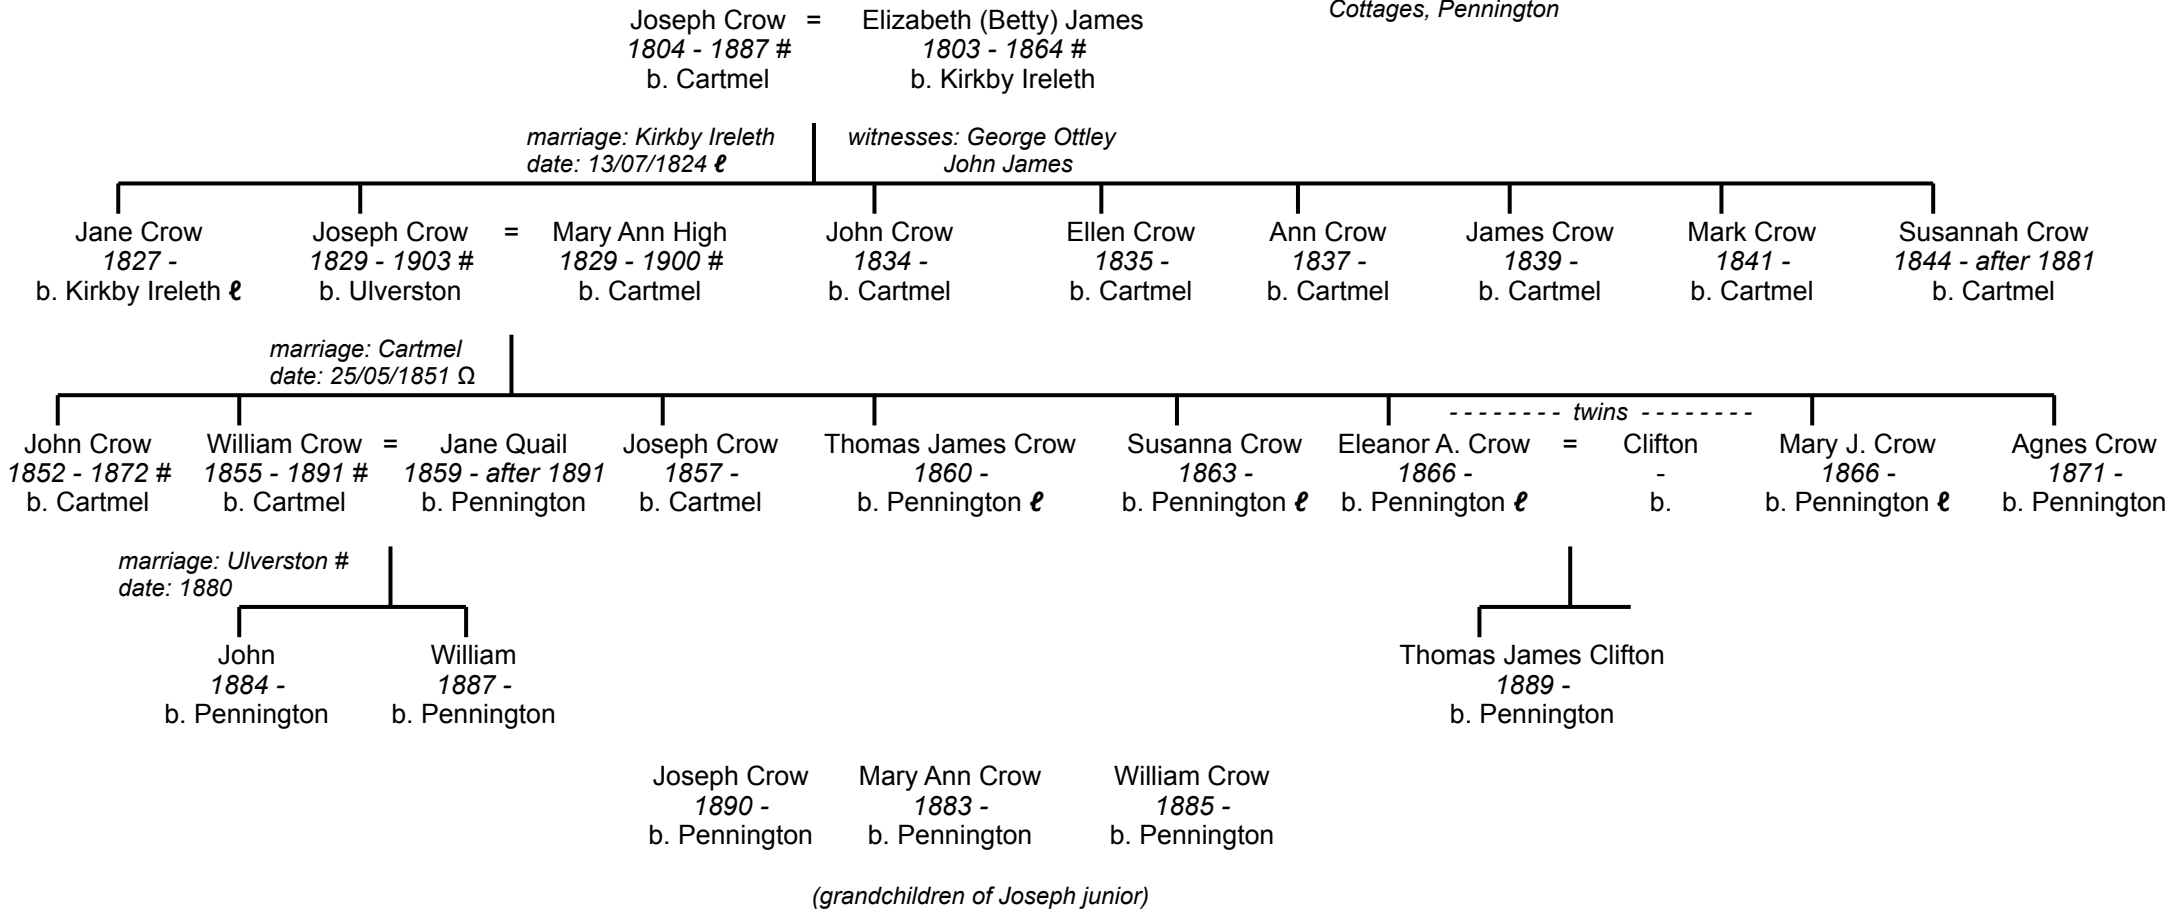 Cottages, Pennington
Joseph Crow = Elizabeth (Betty) James
1804 - 1887 # 1803 - 1864 #
b. Cartmel b. Kirkby Ireleth
marriage: Kirkby Ireleth witnesses: George Ottley
date: 13/07/1824 ℓ John James
Jane Crow Joseph Crow = Mary Ann High John Crow Ellen Crow Ann Crow James Crow Mark Crow Susannah Crow
1827 - 1829 - 1903 # 1829 - 1900 # 1834 - 1835 - 1837 - 1839 - 1841 - 1844 - after 1881
b. Kirkby Ireleth ℓ b. Ulverston b. Cartmel b. Cartmel b. Cartmel b. Cartmel b. Cartmel b. Cartmel b. Cartmel
marriage: Cartmel
date: 25/05/1851 Ω
- - - - - - - - twins - - - - - - - -
John Crow William Crow = Jane Quail Joseph Crow Thomas James Crow Susanna Crow Eleanor A. Crow = Clifton Mary J. Crow Agnes Crow
1852 - 1872 # 1855 - 1891 # 1859 - after 1891 1857 - 1860 - 1863 - 1866 - - 1866 - 1871 -
b. Cartmel b. Cartmel b. Pennington b. Cartmel b. Pennington ℓ b. Pennington ℓ b. Pennington ℓ b. b. Pennington ℓ b. Pennington
marriage: Ulverston #
date: 1880
John William Thomas James Clifton
1884 - 1887 - 1889 -
b. Pennington b. Pennington b. Pennington
Joseph Crow Mary Ann Crow William Crow
1890 - 1883 - 1885 -
b. Pennington b. Pennington b. Pennington
(grandchildren of Joseph junior)